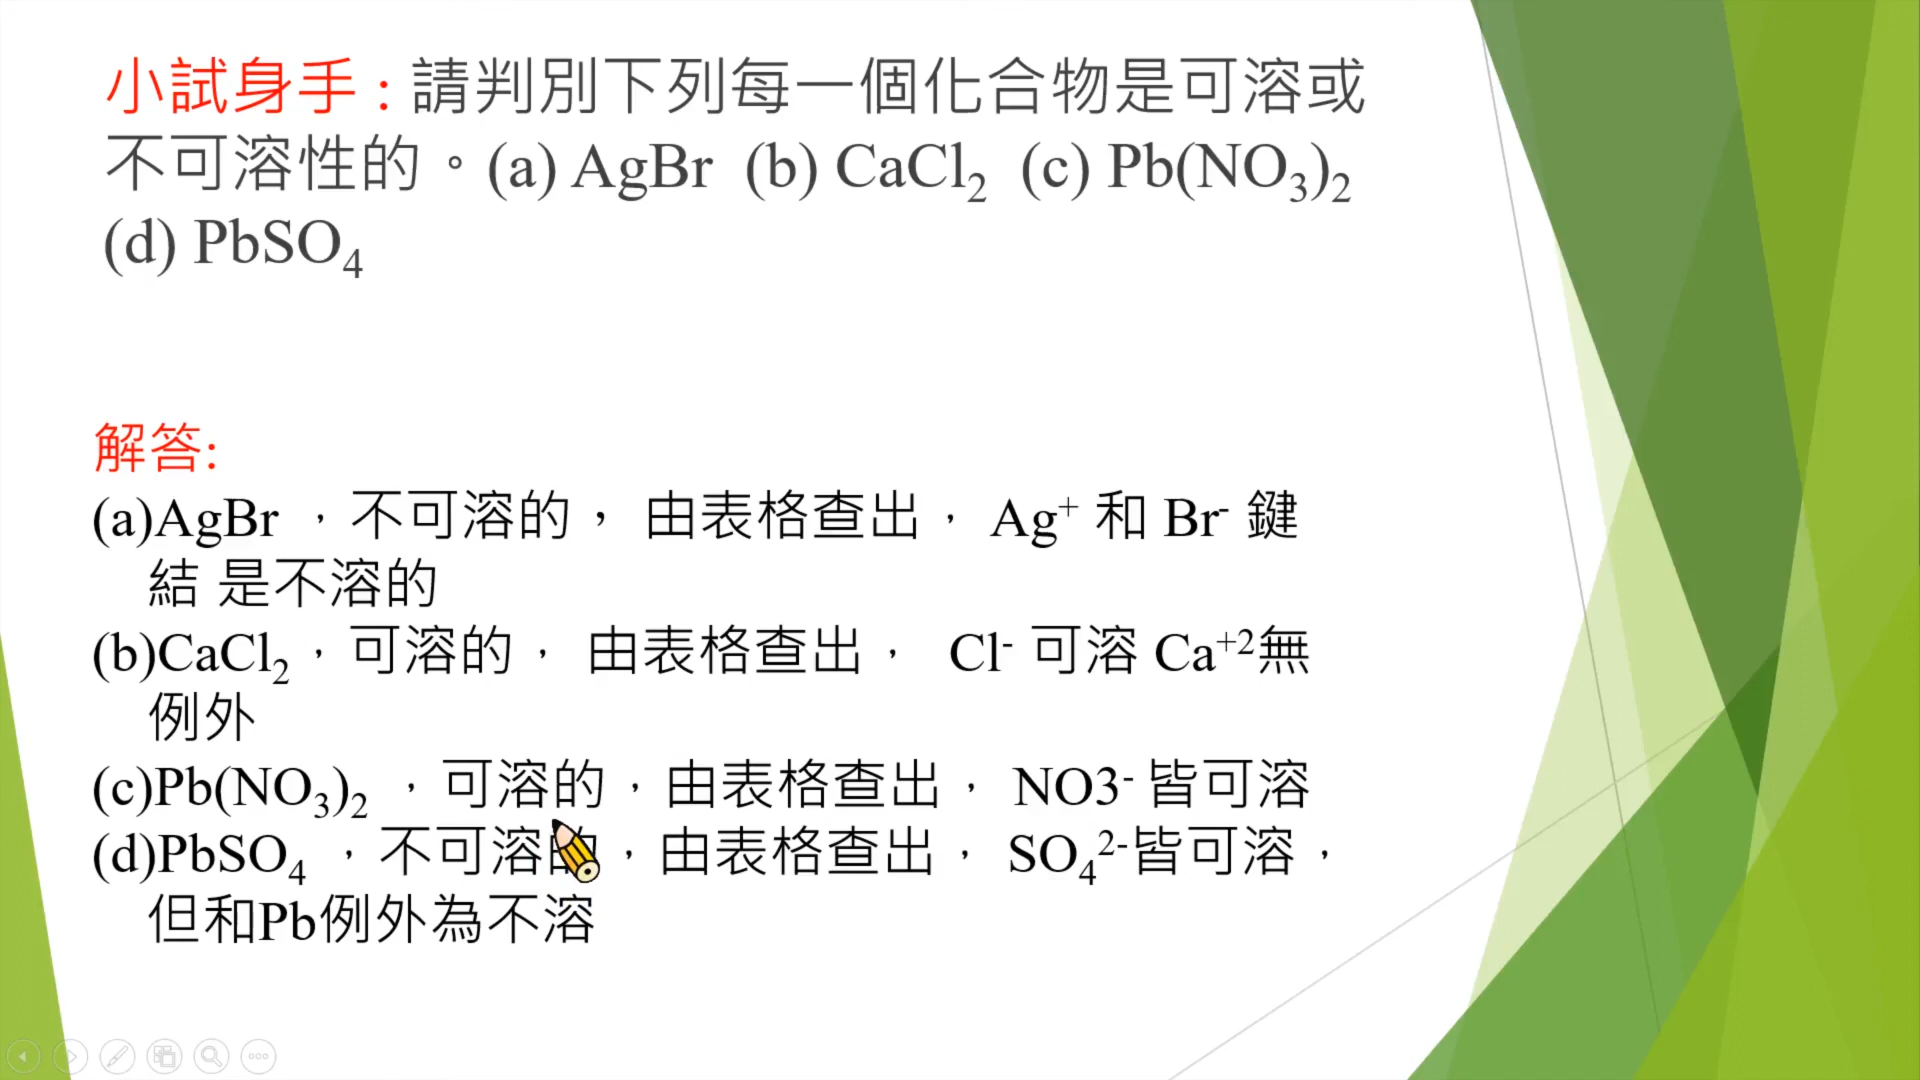 小試身手 : 請判別下列每一個化合物是可溶或
不可溶性的。(a) AgBr (b) CaCl₂ (c) Pb(NO₃)₂
(d) PbSO₄
解答:
(a)AgBr ，不可溶的， 由表格查出， Ag⁺ 和 Br⁻ 鍵
結 是不溶的
(b)CaCl₂，可溶的， 由表格查出， Cl⁻ 可溶 Ca⁺²無
例外
(c)Pb(NO₃)₂ ，可溶的，由表格查出， NO3⁻ 皆可溶
(d)PbSO₄ ，不可溶的，由表格查出， SO₄²⁻皆可溶，
但和Pb例外為不溶